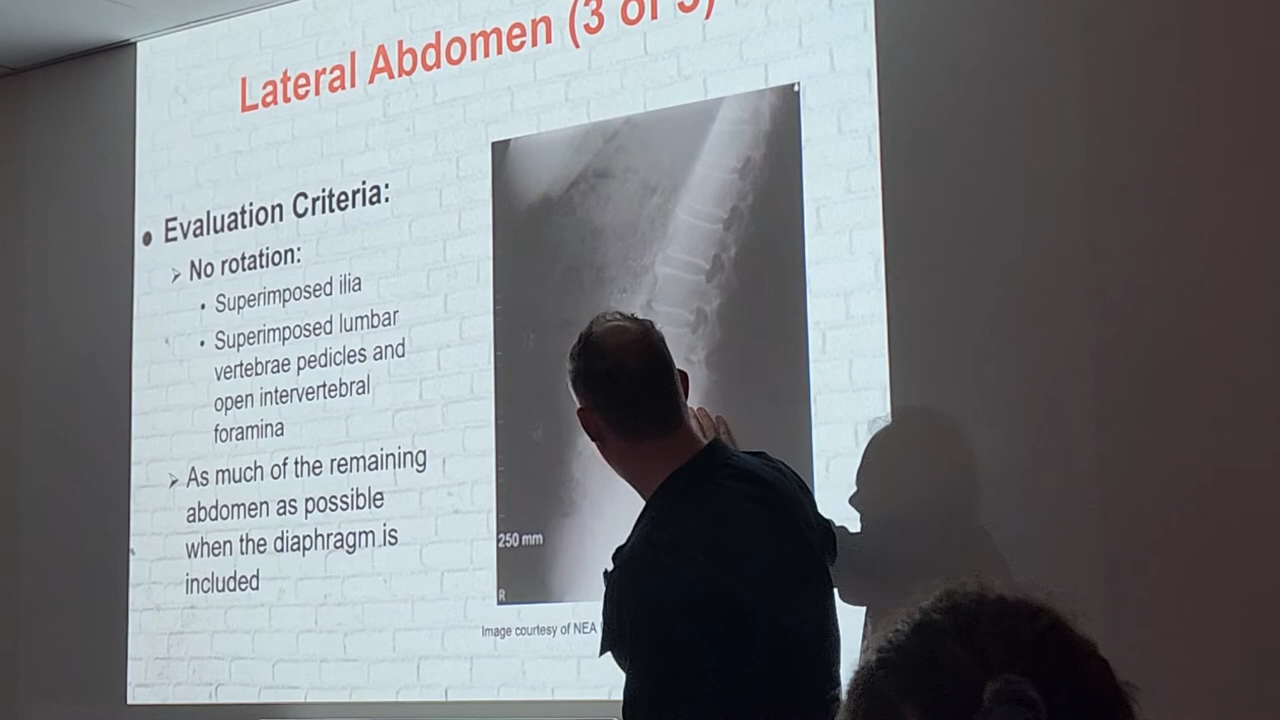 Lateral Abdomen (3 of 5)
• Evaluation Criteria:
➢ No rotation:
• Superimposed ilia
• Superimposed lumbar
vertebrae pedicles and
open intervertebral
foramina
➢ As much of the remaining
abdomen as possible
when the diaphragm is
included
250 mm
R
Image courtesy of NEA